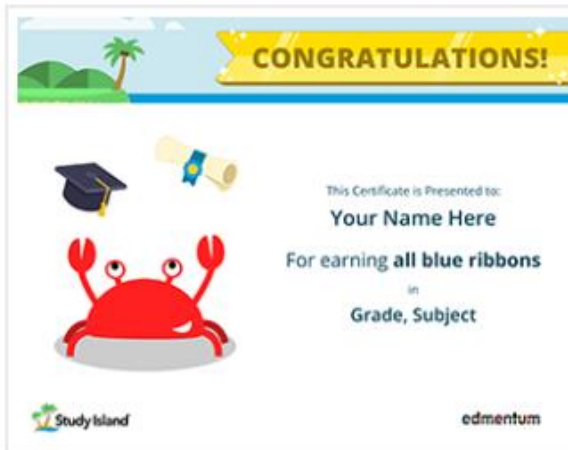 CONGRATULATIONS!
This Certificate is Presented to:
Your Name Here
For earning all blue ribbons
in
Grade, Subject
Study Island
edmentum